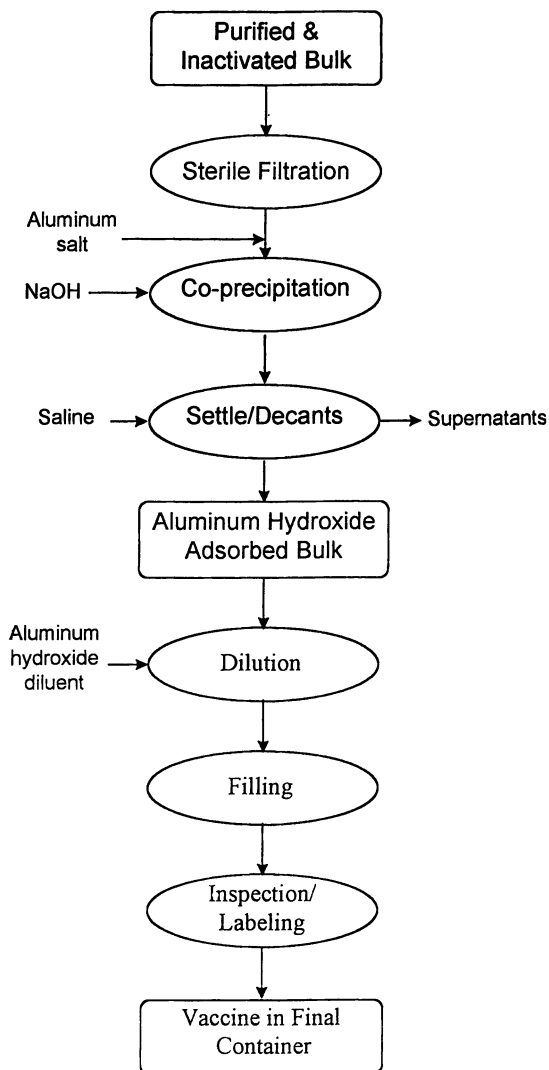 Purified &
Inactivated Bulk
Sterile Filtration
Aluminum
salt
NaOH
Co-precipitation
Saline
Settle/Decants
Supernatants
Aluminum Hydroxide
Adsorbed Bulk
Aluminum
hydroxide
diluent
Dilution
Filling
Inspection/
Labeling
Vaccine in Final
Container